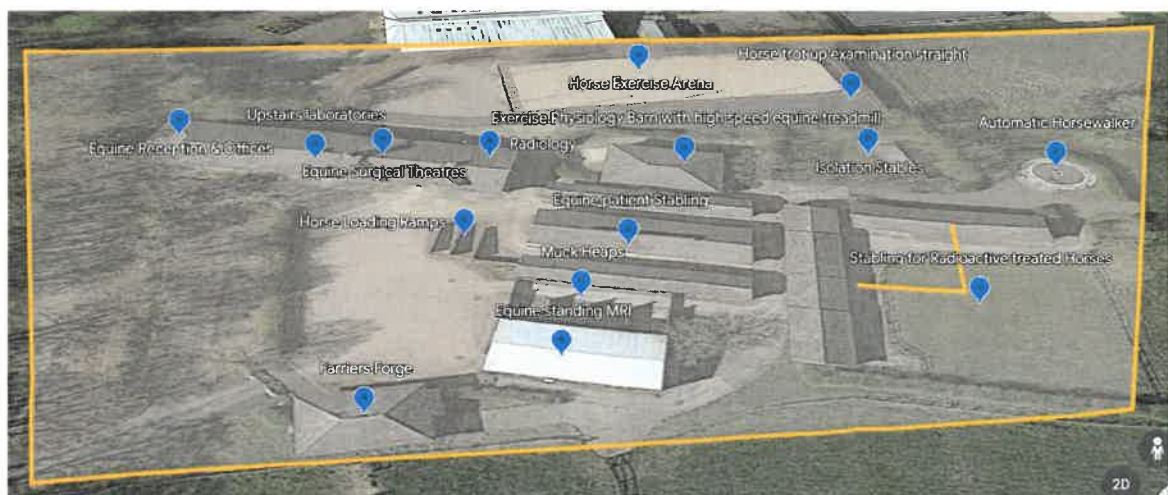 Horse trot up examination straight
Horse Exercise Arena
Upstairs laboratories
Exercise Physiology Barn with high speed equine treadmill
Automatic Horsewalker
Equine Reception & Offices
Radiology
Equine Surgical Theatres
Isolation Stables
Equine patient Stabling
Horse Loading Ramps
Muck Heaps
Stabling for Radioactive treated Horses
Equine standing MRI
Farriers Forge
2D